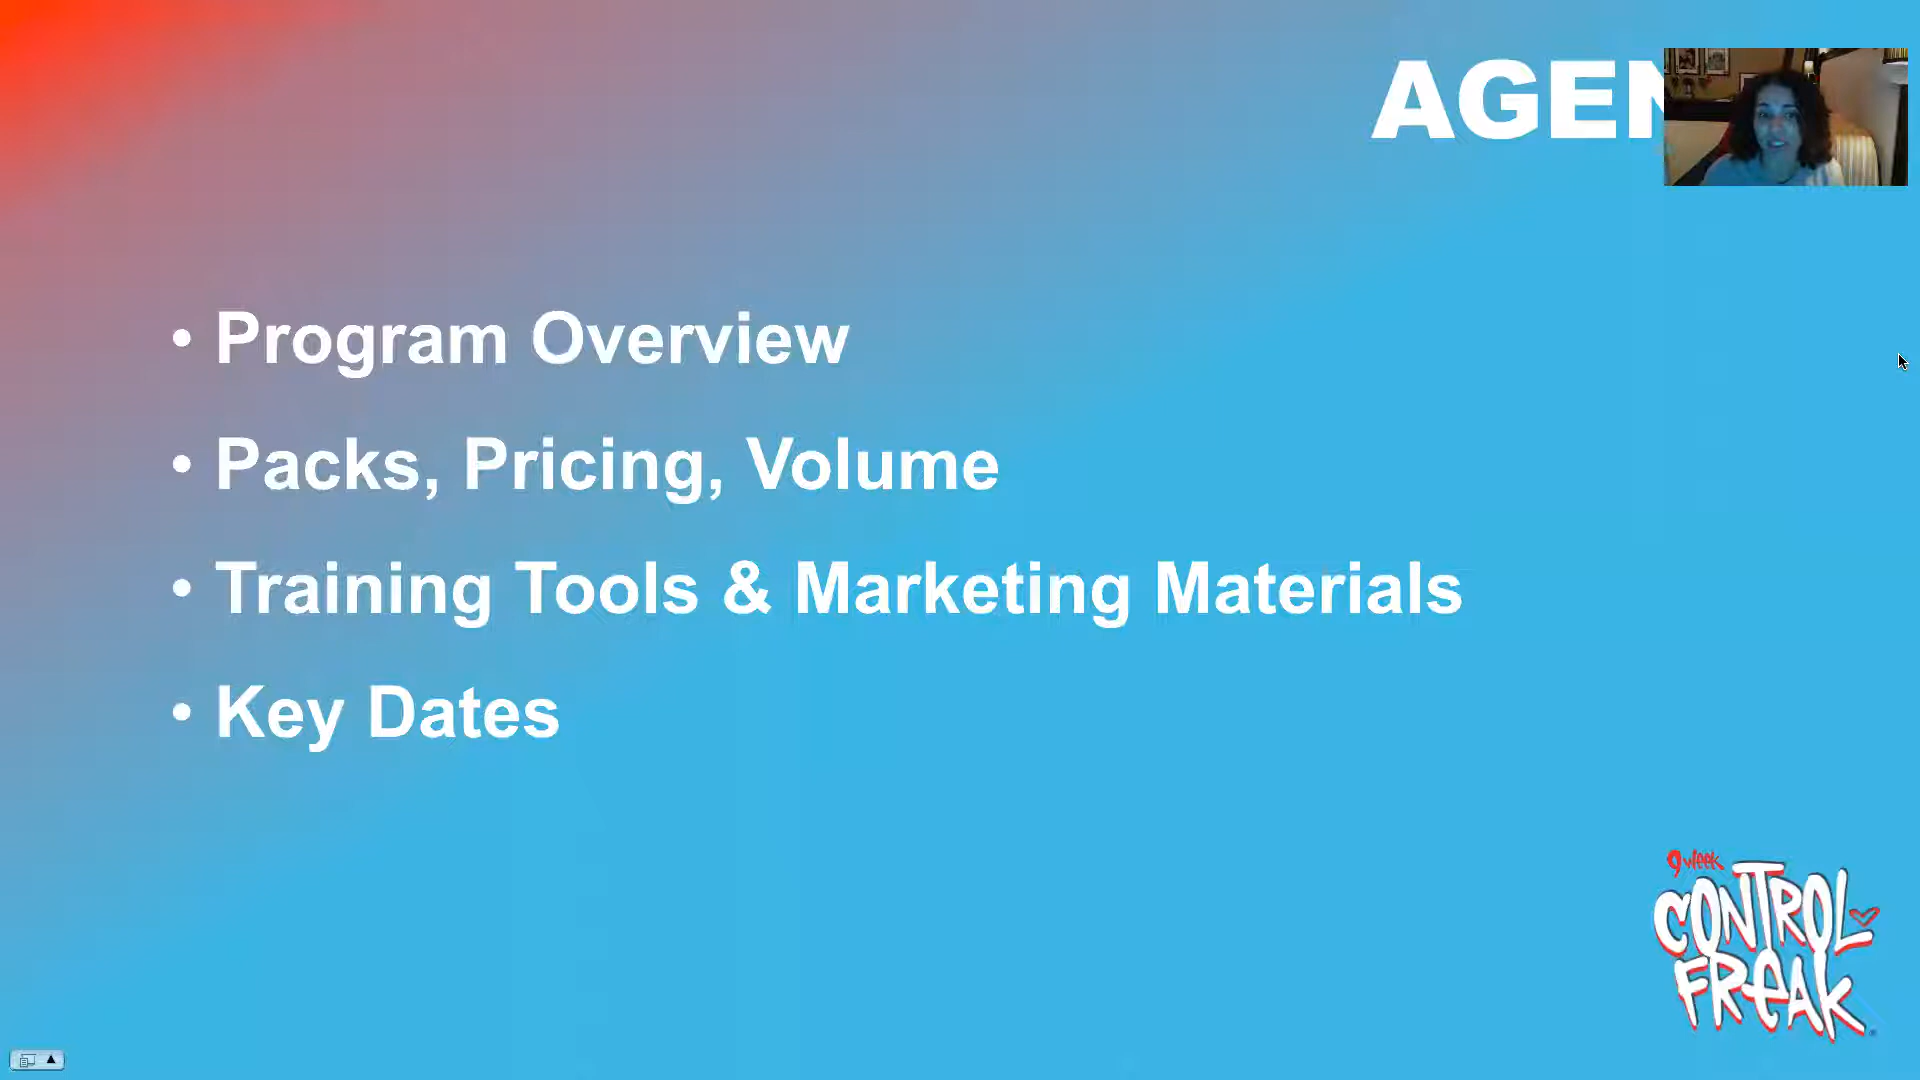 AGEN
• Program Overview
• Packs, Pricing, Volume
• Training Tools & Marketing Materials
• Key Dates
9 week
CONTROL
FREAK